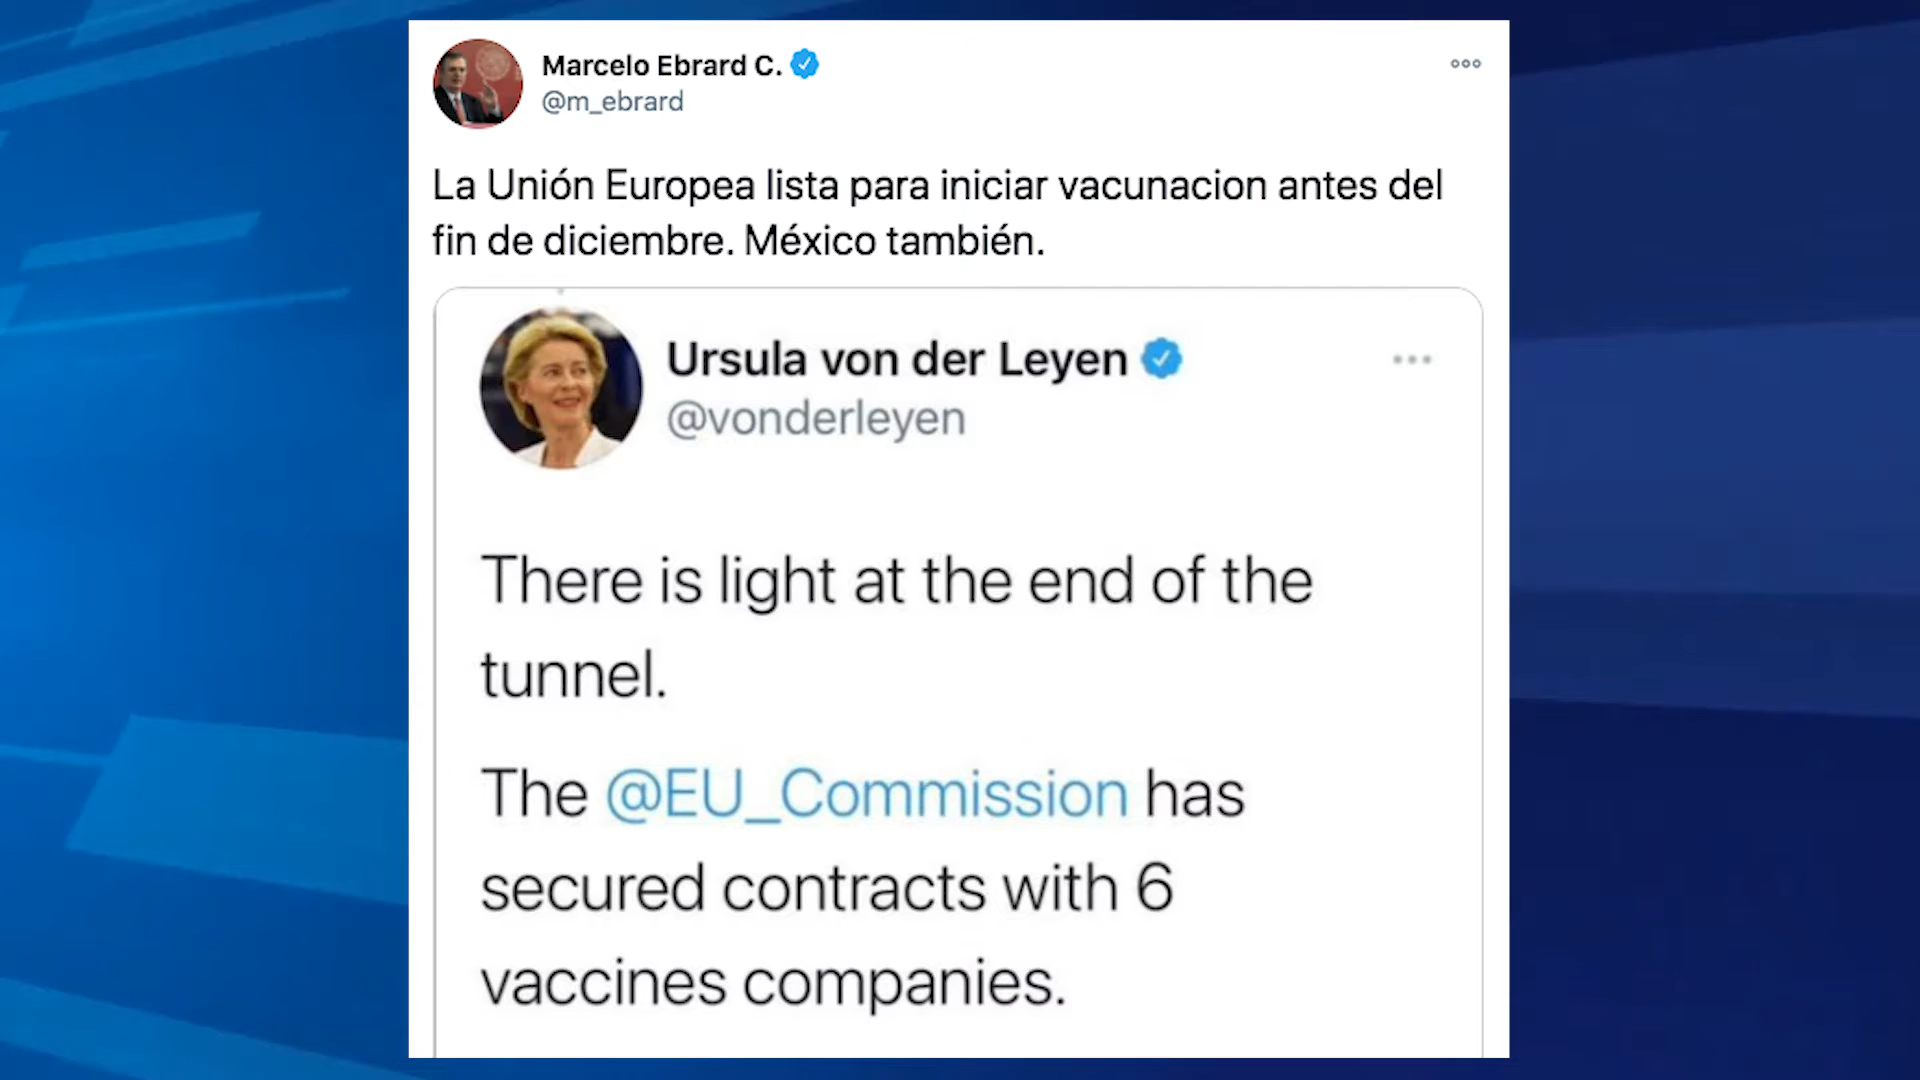 Marcelo Ebrard C.
@m_ebrard
La Unión Europea lista para iniciar vacunacion antes del
fin de diciembre. México también.
Ursula von der Leyen
@vonderleyen
There is light at the end of the
tunnel.
The @EU_Commission has
secured contracts with 6
vaccines companies.